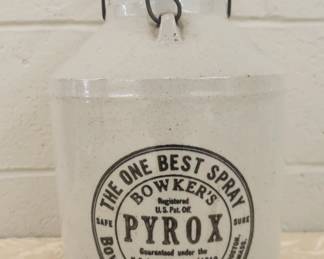 THE ONE BEST SPRAY
BOWKER'S
Registered
U.S. Pat. Off.
SAFE
PYROX
SURE
Guaranteed under the